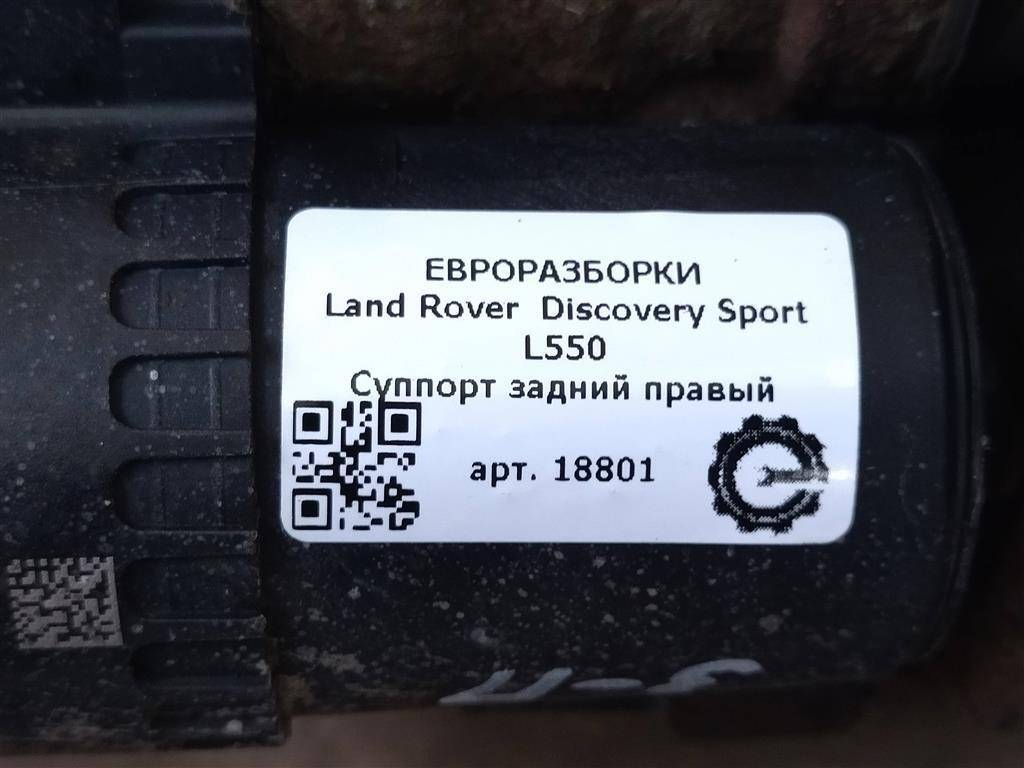 ЕВРОРАЗБОРКИ
Land Rover Discovery Sport
L550
Суппорт задний правый
арт. 18801